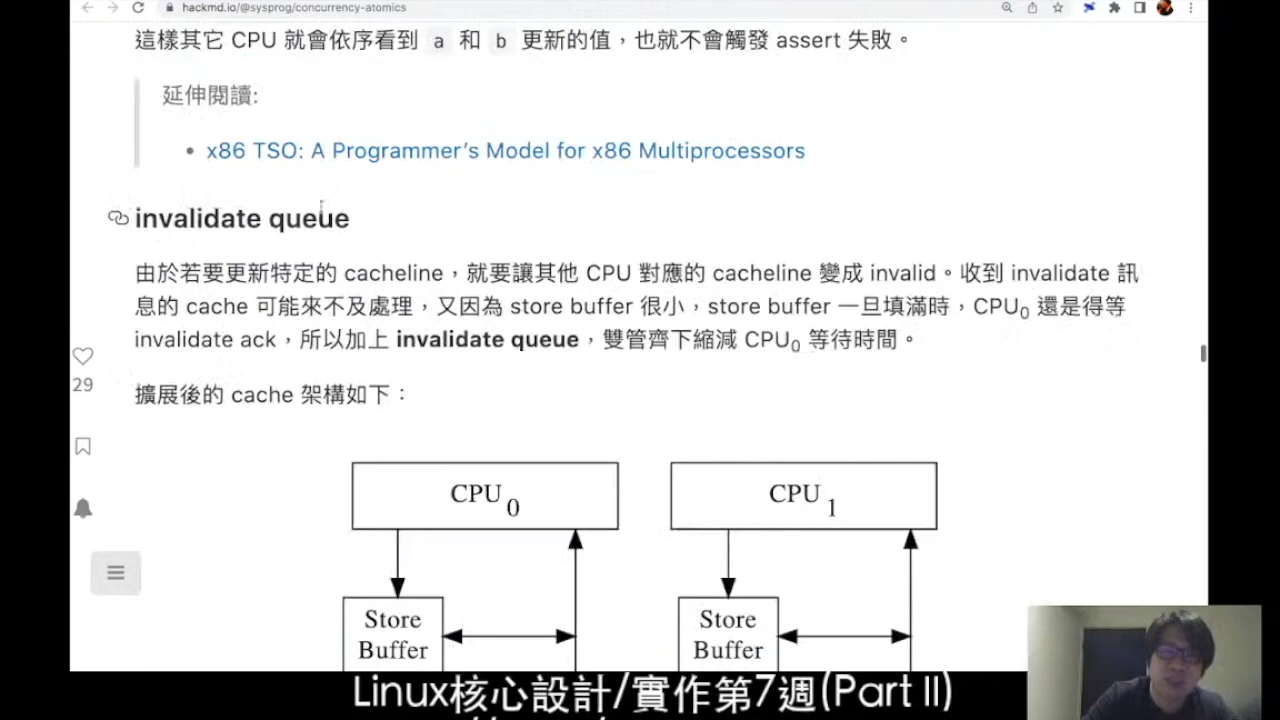 hackmd.io/@sysprog/concurrency-atomics
這樣其它 CPU 就會依序看到 a 和 b 更新的值，也就不會觸發 assert 失敗。
延伸閱讀:
• x86 TSO: A Programmer's Model for x86 Multiprocessors
invalidate queue
由於若要更新特定的 cacheline，就要讓其他 CPU 對應的 cacheline 變成 invalid。收到 invalidate 訊
息的 cache 可能來不及處理，又因為 store buffer 很小，store buffer 一旦填滿時，CPU0 還是得等
invalidate ack，所以加上 invalidate queue，雙管齊下縮減 CPU0 等待時間。
29
擴展後的 cache 架構如下：
CPU 0
CPU 1
Store
Buffer
Store
Buffer
Linux核心設計/實作第7週(Part II)